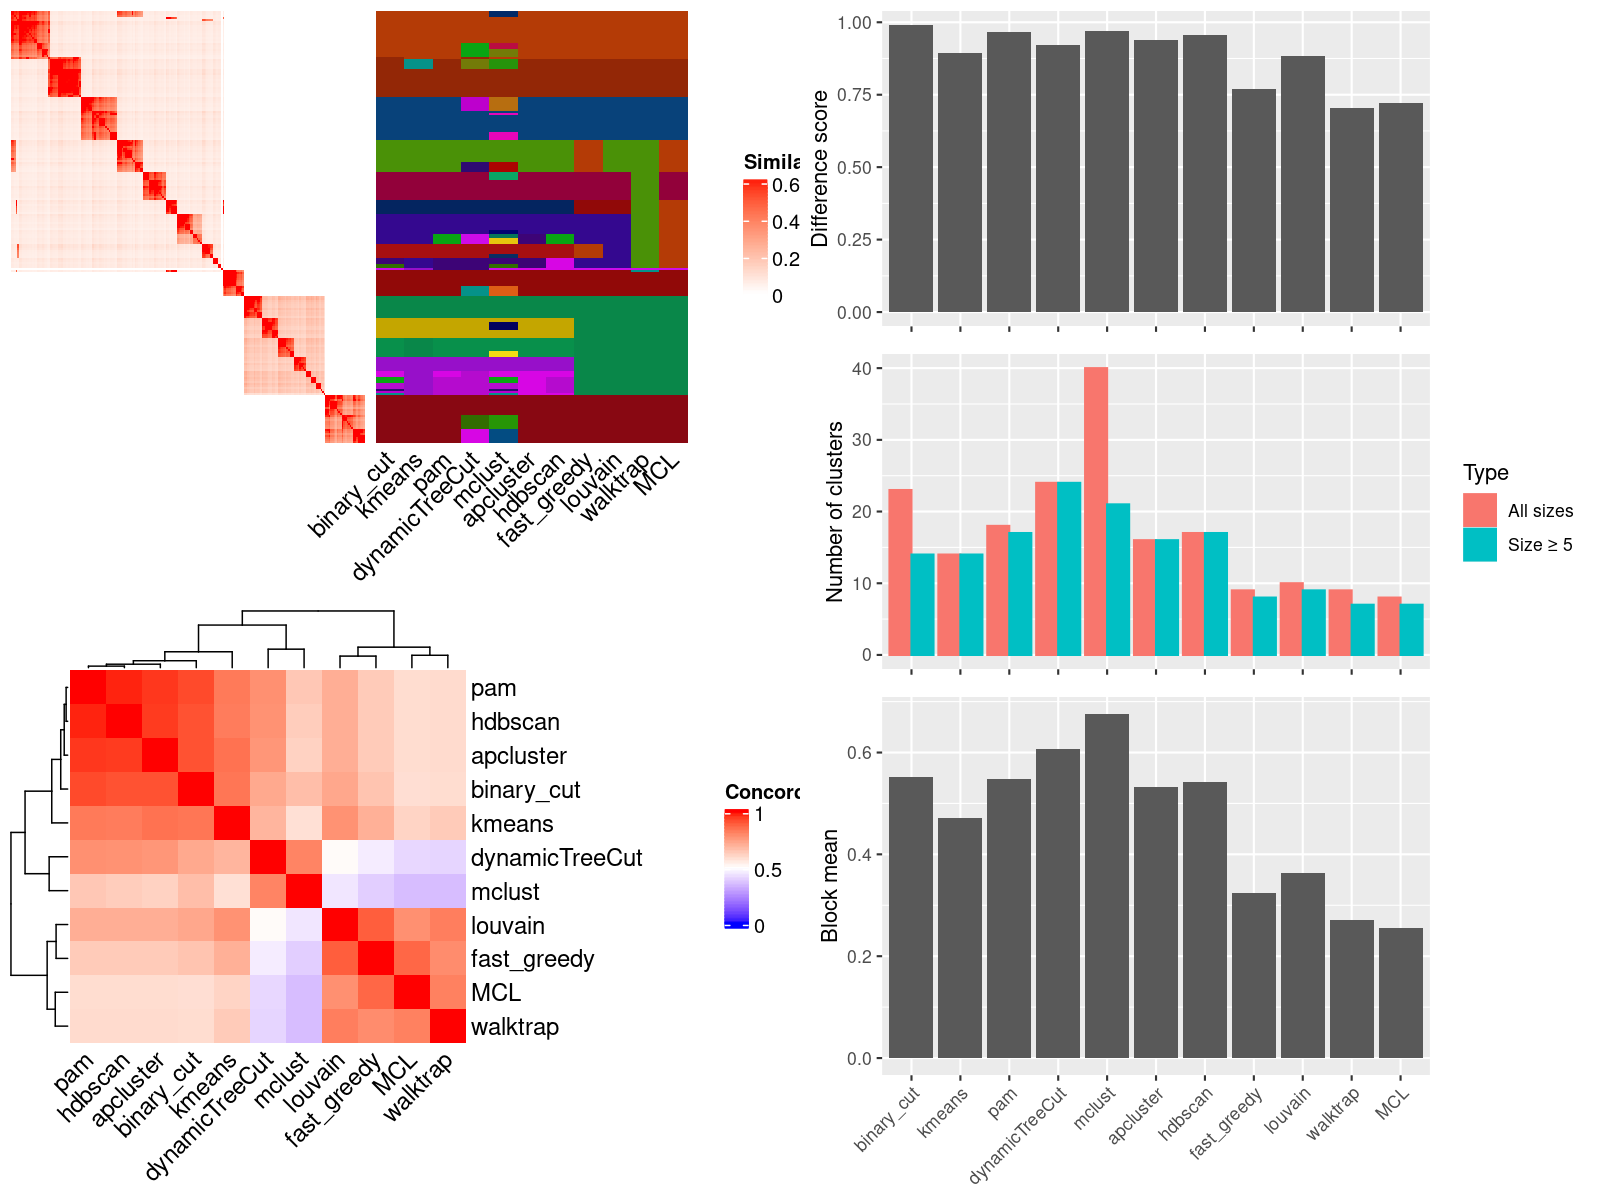 Simila
0.6
0.4
0.2
0
binary_cut
kmeans
pam
dynamicTreeCut
mclust
apcluster
hdbscan
fast_greedy
louvain
walktrap
MCL
Difference score
1.00
0.75
0.50
0.25
0.00
Number of clusters
40
30
20
10
0
Type
All sizes
Size ≥ 5
Block mean
0.6
0.4
0.2
0.0
binary_cut
kmeans
pam
dynamicTreeCut
mclust
apcluster
hdbscan
fast_greedy
louvain
walktrap
MCL
pam
hdbscan
apcluster
binary_cut
kmeans
dynamicTreeCut
mclust
louvain
fast_greedy
MCL
walktrap
Concord
1
0.5
0
pam
hdbscan
apcluster
binary_cut
kmeans
dynamicTreeCut
mclust
louvain
fast_greedy
MCL
walktrap